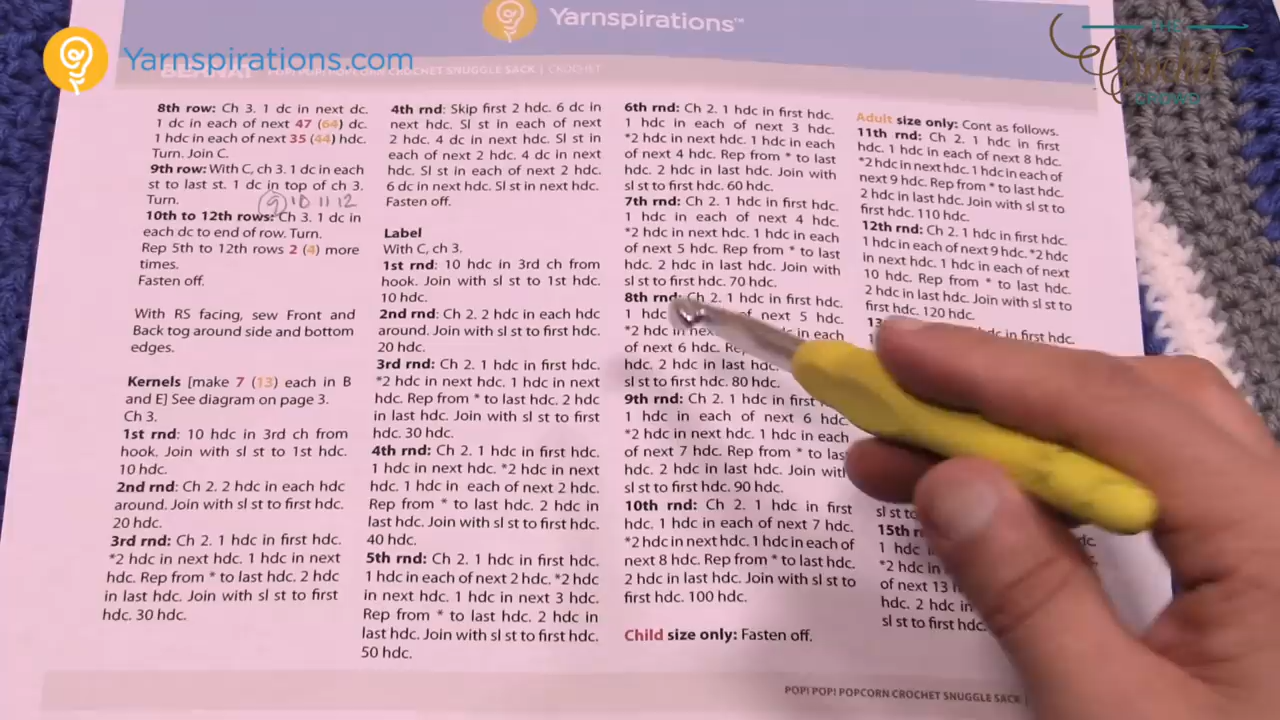 Yarnspirations™
Yarnspirations.com
THE
Crochet
CROWD
BERNAT POP! POP! POPCORN CROCHET SNUGGLE SACK | CROCHET
8th row: Ch 3. 1 dc in next dc.
1 dc in each of next 47 (64) dc.
1 hdc in each of next 35 (44) hdc.
Turn. Join C.
9th row: With C, ch 3. 1 dc in each
st to last st. 1 dc in top of ch 3.
Turn.
9 10 11 12
10th to 12th rows: Ch 3. 1 dc in
each dc to end of row. Turn.
Rep 5th to 12th rows 2 (4) more
times.
Fasten off.
With RS facing, sew Front and
Back tog around side and bottom
edges.
Kernels [make 7 (13) each in B
and E] See diagram on page 3.
Ch 3.
1st rnd: 10 hdc in 3rd ch from
hook. Join with sl st to 1st hdc.
10 hdc.
2nd rnd: Ch 2. 2 hdc in each hdc
around. Join with sl st to first hdc.
20 hdc.
3rd rnd: Ch 2. 1 hdc in first hdc.
*2 hdc in next hdc. 1 hdc in next
hdc. Rep from * to last hdc. 2 hdc
in last hdc. Join with sl st to first
hdc. 30 hdc.
4th rnd: Skip first 2 hdc. 6 dc in
next hdc. Sl st in each of next
2 hdc. 4 dc in next hdc. Sl st in
each of next 2 hdc. 4 dc in next
hdc. Sl st in each of next 2 hdc.
6 dc in next hdc. Sl st in next hdc.
Fasten off.
Label
With C, ch 3.
1st rnd: 10 hdc in 3rd ch from
hook. Join with sl st to 1st hdc.
10 hdc.
2nd rnd: Ch 2. 2 hdc in each hdc
around. Join with sl st to first hdc.
20 hdc.
3rd rnd: Ch 2. 1 hdc in first hdc.
*2 hdc in next hdc. 1 hdc in next
hdc. Rep from * to last hdc. 2 hdc
in last hdc. Join with sl st to first
hdc. 30 hdc.
4th rnd: Ch 2. 1 hdc in first hdc.
1 hdc in next hdc. *2 hdc in next
hdc. 1 hdc in each of next 2 hdc.
Rep from * to last hdc. 2 hdc in
last hdc. Join with sl st to first hdc.
40 hdc.
5th rnd: Ch 2. 1 hdc in first hdc.
1 hdc in each of next 2 hdc. *2 hdc
in next hdc. 1 hdc in next 3 hdc.
Rep from * to last hdc. 2 hdc in
last hdc. Join with sl st to first hdc.
50 hdc.
6th rnd: Ch 2. 1 hdc in first hdc.
1 hdc in each of next 3 hdc.
*2 hdc in next hdc. 1 hdc in each
of next 4 hdc. Rep from * to last
hdc. 2 hdc in last hdc. Join with
sl st to first hdc. 60 hdc.
7th rnd: Ch 2. 1 hdc in first hdc.
1 hdc in each of next 4 hdc.
*2 hdc in next hdc. 1 hdc in each
of next 5 hdc. Rep from * to last
hdc. 2 hdc in last hdc. Join with
sl st to first hdc. 70 hdc.
8th rnd: Ch 2. 1 hdc in first hdc.
1 hdc of next 5 hdc.
*2 hdc in next in each
of next 6 hdc.
hdc. 2 hdc in last hdc.
sl st to first hdc. 80 hdc.
9th rnd: Ch 2. 1 hdc in first
1 hdc in each of next 6 hdc.
*2 hdc in next hdc. 1 hdc in each
of next 7 hdc. Rep from * to last
hdc. 2 hdc in last hdc. Join with
sl st to first hdc. 90 hdc.
10th rnd: Ch 2. 1 hdc in first
hdc. 1 hdc in each of next 7 hdc.
*2 hdc in next hdc. 1 hdc in each of
next 8 hdc. Rep from * to last hdc.
2 hdc in last hdc. Join with sl st to
first hdc. 100 hdc.
Child size only: Fasten off.
Adult size only: Cont as follows.
11th rnd: Ch 2. 1 hdc in first
hdc. 1 hdc in each of next 8 hdc.
*2 hdc in next hdc. 1 hdc in each of
next 9 hdc. Rep from * to last hdc.
2 hdc in last hdc. Join with sl st to
first hdc. 110 hdc.
12th rnd: Ch 2. 1 hdc in first hdc.
1 hdc in each of next 9 hdc. *2 hdc
in next hdc. 1 hdc in each of next
10 hdc. Rep from * to last hdc.
2 hdc in last hdc. Join with sl st to
first hdc. 120 hdc.
in first hdc.
sl st to
15th
1 hdc
*2 hdc in
of next 13
hdc. 2 hdc in
sl st to first hdc.
POP! POP! POPCORN CROCHET SNUGGLE SACK